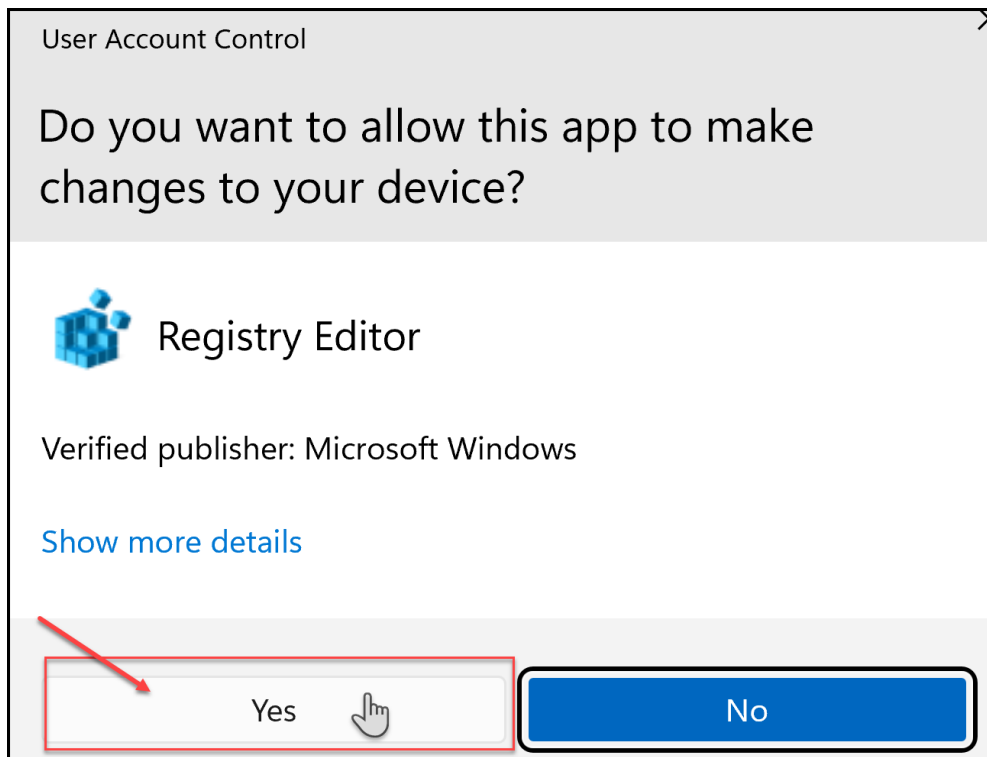 User Account Control
Do you want to allow this app to make
changes to your device?
Registry Editor
Verified publisher: Microsoft Windows
Show more details
Yes
No